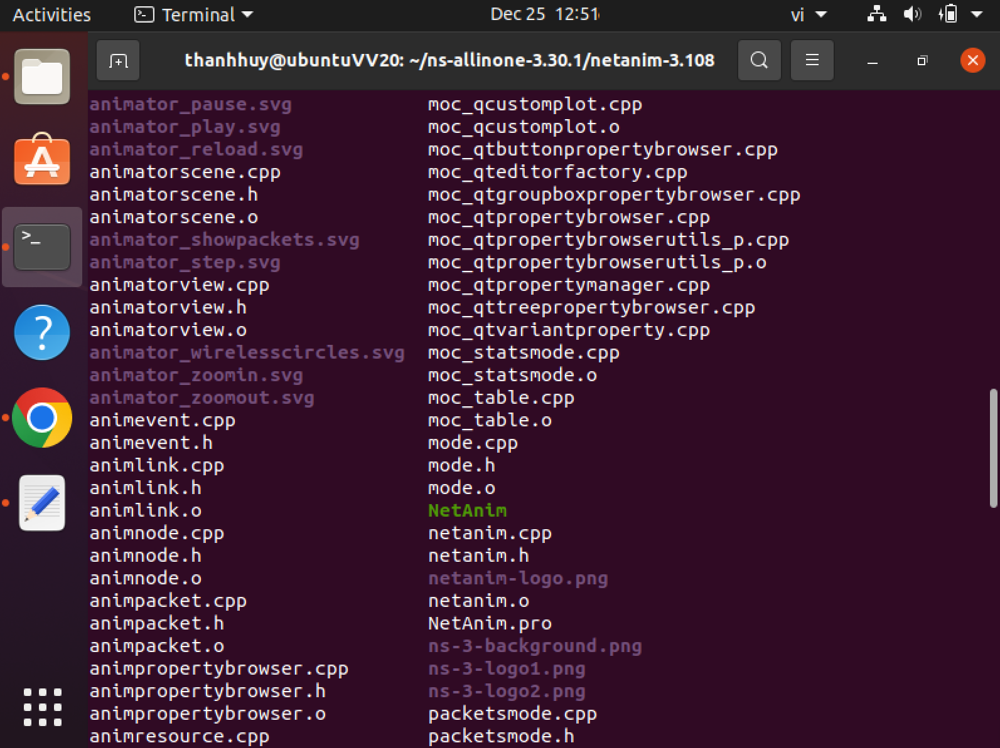 Activities Terminal Dec 25 12:51 vi
thanhhuy@ubuntuVV20: ~/ns-allinone-3.30.1/netanim-3.108
animator_pause.svg moc_qcustomplot.cpp
animator_play.svg moc_qcustomplot.o
animator_reload.svg moc_qtbuttonpropertybrowser.cpp
animatorscene.cpp moc_qteditorfactory.cpp
animatorscene.h moc_qtgroupboxpropertybrowser.cpp
animatorscene.o moc_qtpropertybrowser.cpp
animator_showpackets.svg moc_qtpropertybrowserutils_p.cpp
animator_step.svg moc_qtpropertybrowserutils_p.o
animatorview.cpp moc_qtpropertymanager.cpp
animatorview.h moc_qttreepropertybrowser.cpp
animatorview.o moc_qtvariantproperty.cpp
animator_wirelesscircles.svg moc_statsmode.cpp
animator_zoomin.svg moc_statsmode.o
animator_zoomout.svg moc_table.cpp
animevent.cpp moc_table.o
animevent.h mode.cpp
animlink.cpp mode.h
animlink.h mode.o
animlink.o NetAnim
animnode.cpp netanim.cpp
animnode.h netanim.h
animnode.o netanim-logo.png
animpacket.cpp netanim.o
animpacket.h NetAnim.pro
animpacket.o ns-3-background.png
animpropertybrowser.cpp ns-3-logo1.png
animpropertybrowser.h ns-3-logo2.png
animpropertybrowser.o packetsmode.cpp
animresource.cpp packetsmode.h